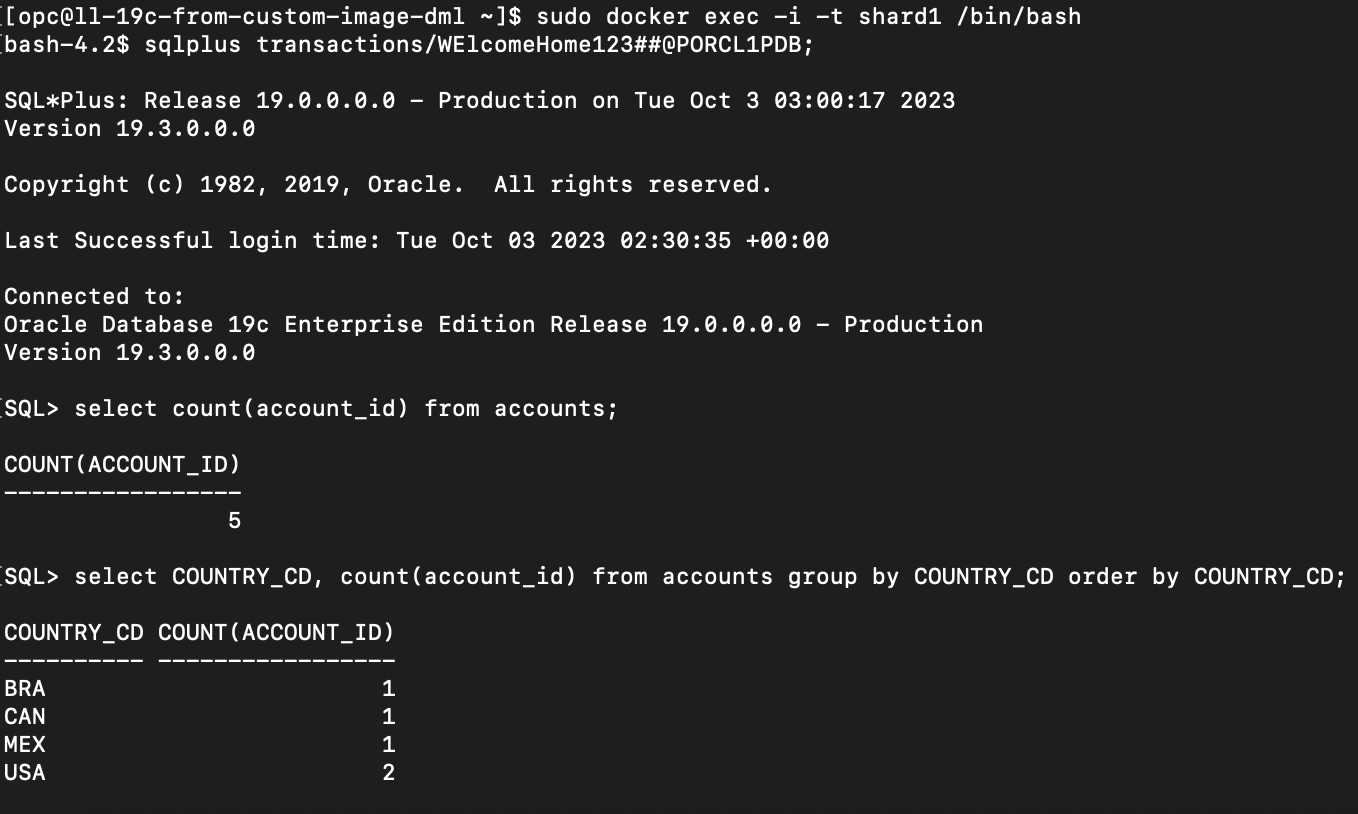 [opc@ll-19c-from-custom-image-dml ~]$ sudo docker exec -i -t shard1 /bin/bash
bash-4.2$ sqlplus transactions/WElcomeHome123##@PORCL1PDB;
SQL*Plus: Release 19.0.0.0.0 - Production on Tue Oct 3 03:00:17 2023
Version 19.3.0.0.0
Copyright (c) 1982, 2019, Oracle.  All rights reserved.
Last Successful login time: Tue Oct 03 2023 02:30:35 +00:00
Connected to:
Oracle Database 19c Enterprise Edition Release 19.0.0.0.0 - Production
Version 19.3.0.0.0
SQL> select count(account_id) from accounts;
COUNT(ACCOUNT_ID)
-----------------
5
SQL> select COUNTRY_CD, count(account_id) from accounts group by COUNTRY_CD order by COUNTRY_CD;
COUNTRY_CD COUNT(ACCOUNT_ID)
---------- -----------------
BRA 1
CAN 1
MEX 1
USA 2